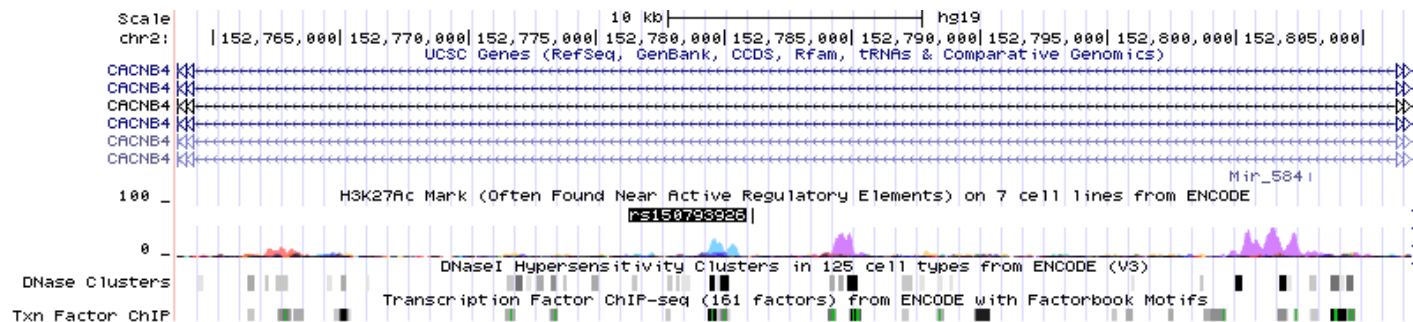 Scale 10 kb hg19
chr2: |152,765,000| 152,770,000| 152,775,000| 152,780,000| 152,785,000| 152,790,000| 152,795,000| 152,800,000| 152,805,000|
UCSC Genes (RefSeq, GenBank, CCDS, Rfam, tRNAs & Comparative Genomics)
CACNB4
CACNB4
CACNB4
CACNB4
CACNB4
CACNB4
Mir_584
100 _ H3K27Ac Mark (Often Found Near Active Regulatory Elements) on 7 cell lines from ENCODE
rs150793926
0 _
DNaseI Hypersensitivity Clusters in 125 cell types from ENCODE (V3)
DNase Clusters
Transcription Factor ChIP-seq (161 factors) from ENCODE with Factorbook Motifs
Txn Factor ChIP